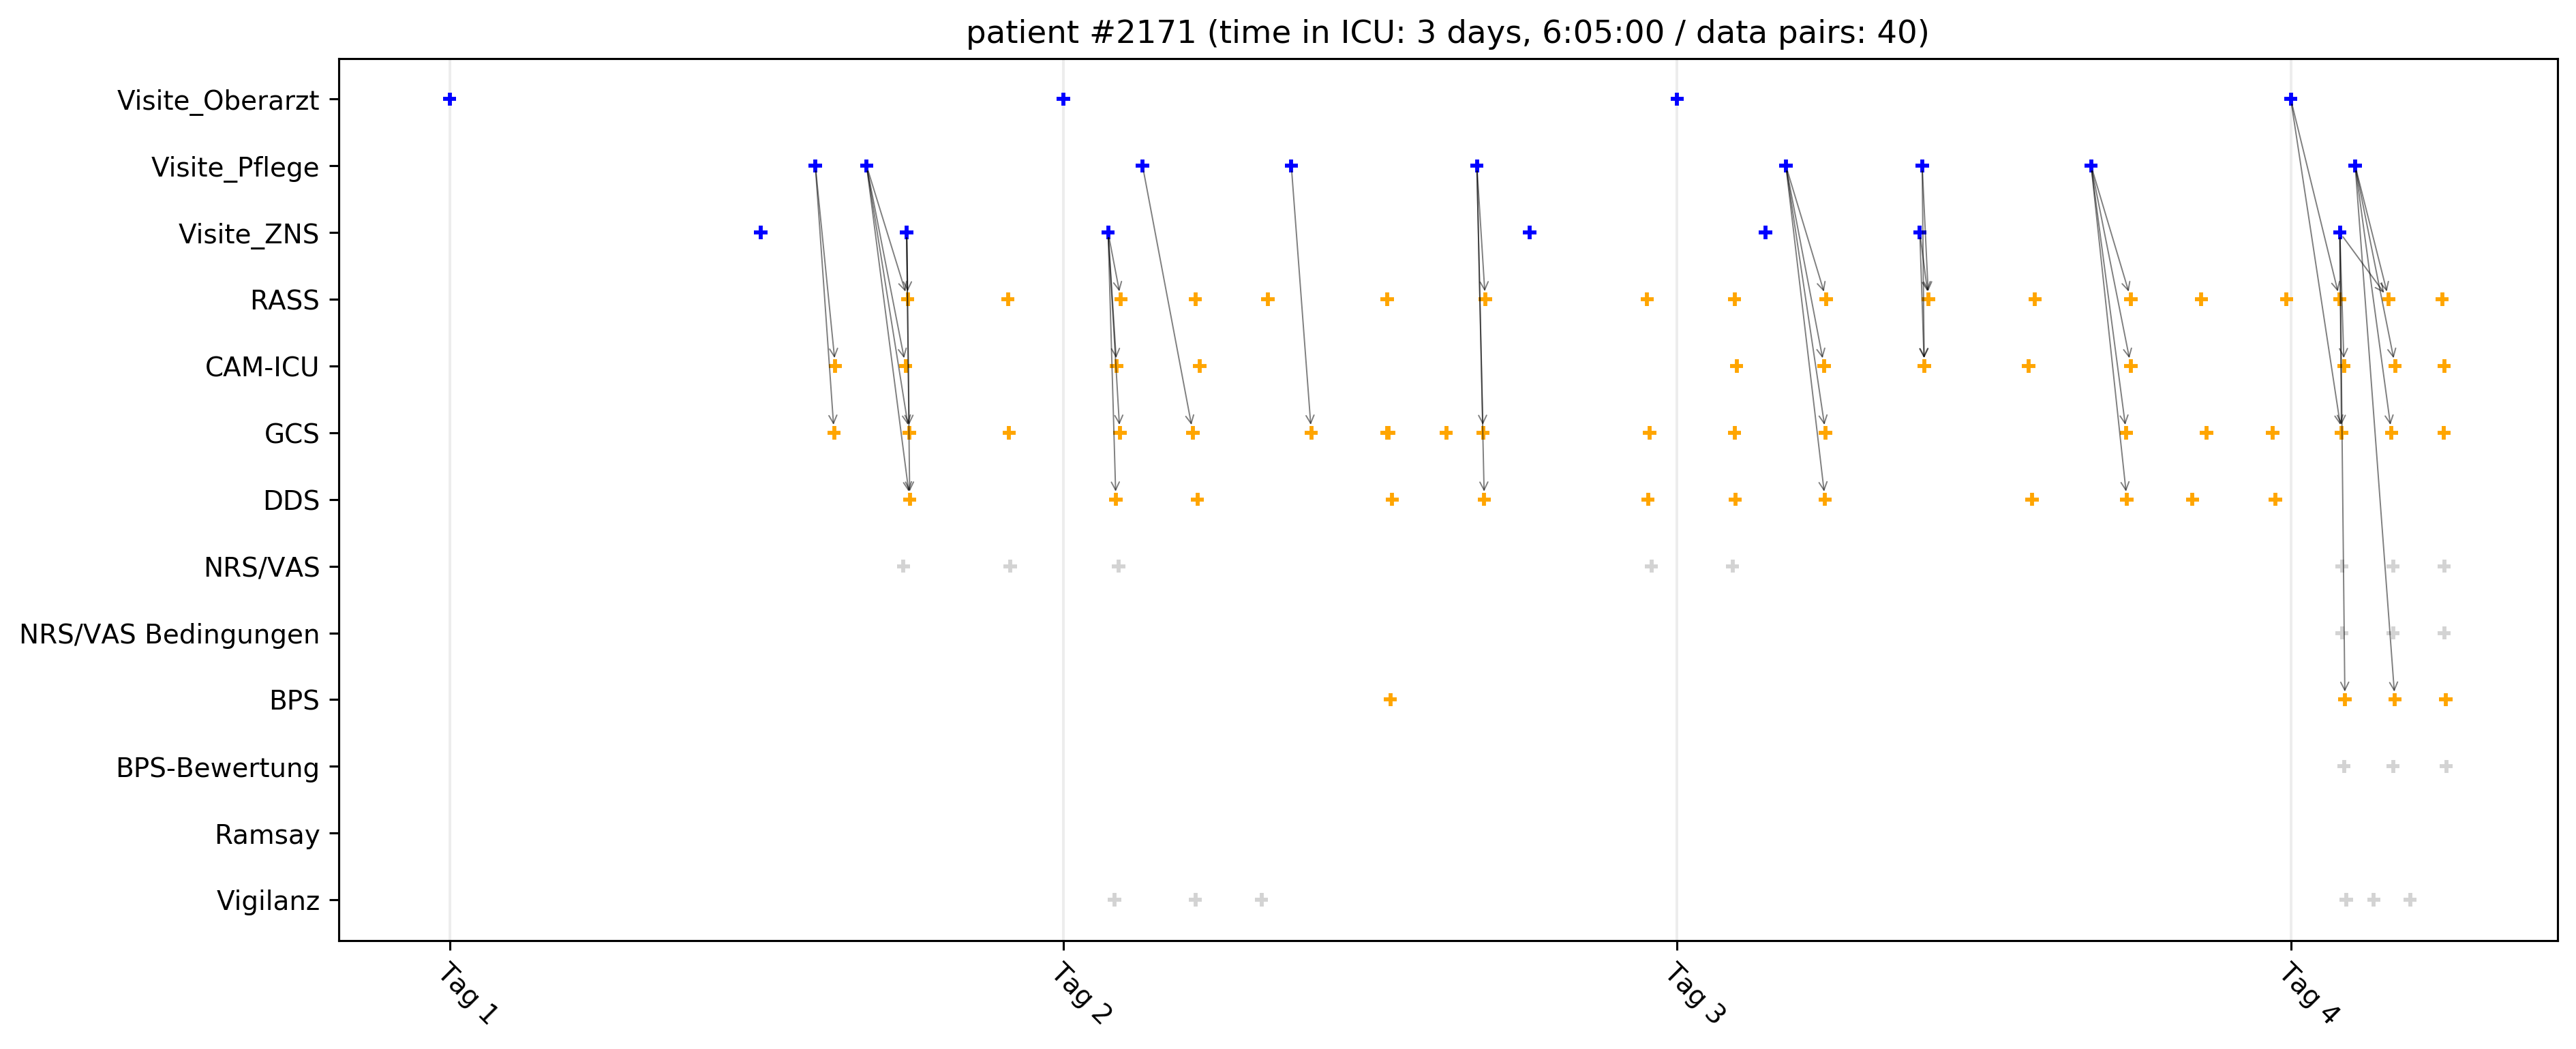 patient #2171 (time in ICU: 3 days, 6:05:00 / data pairs: 40)
Visite_Oberarzt
Visite_Pflege
Visite_ZNS
RASS
CAM-ICU
GCS
DDS
NRS/VAS
NRS/VAS Bedingungen
BPS
BPS-Bewertung
Ramsay
Vigilanz
Tag 1
Tag 2
Tag 3
Tag 4